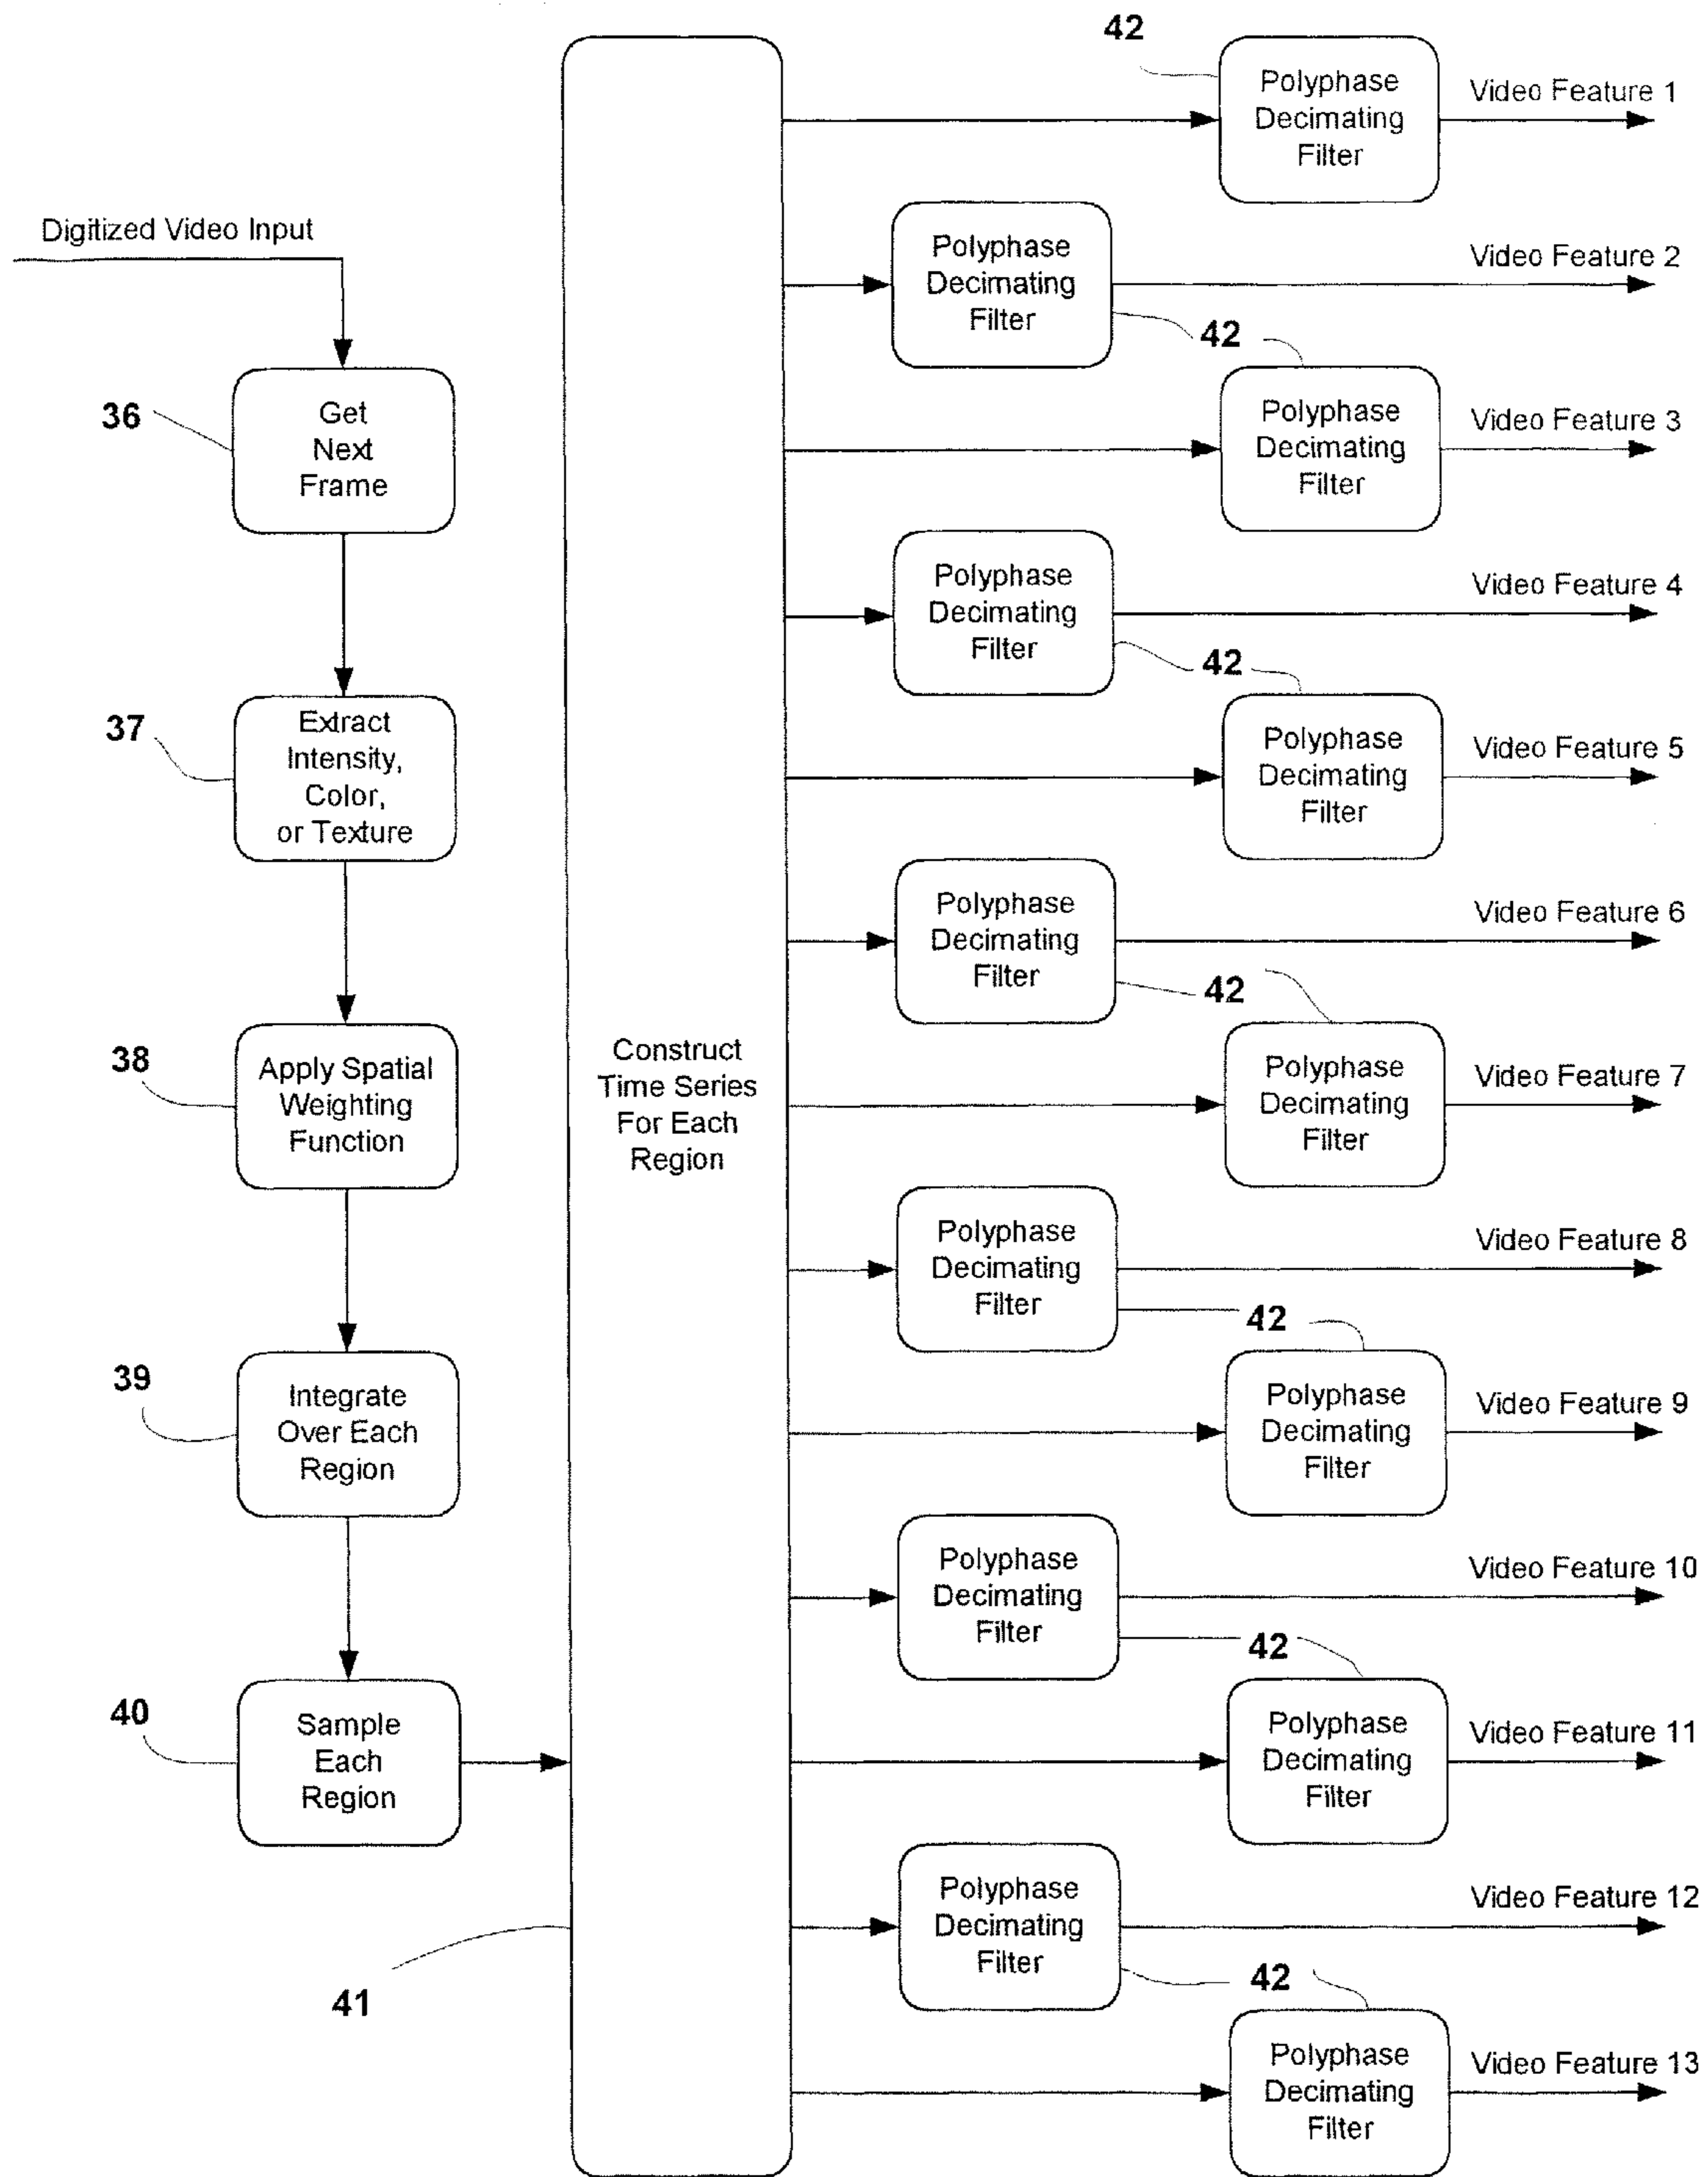 Digitized Video Input
36
Get
Next
Frame
37
Extract
Intensity,
Color,
or Texture
38
Apply Spatial
Weighting
Function
39
Integrate
Over Each
Region
40
Sample
Each
Region
41
Construct
Time Series
For Each
Region
42
Polyphase
Decimating
Filter
Video Feature 1
Polyphase
Decimating
Filter
Video Feature 2
42
Polyphase
Decimating
Filter
Video Feature 3
Polyphase
Decimating
Filter
Video Feature 4
42
Polyphase
Decimating
Filter
Video Feature 5
Polyphase
Decimating
Filter
Video Feature 6
42
Polyphase
Decimating
Filter
Video Feature 7
Polyphase
Decimating
Filter
Video Feature 8
42
Polyphase
Decimating
Filter
Video Feature 9
Polyphase
Decimating
Filter
Video Feature 10
42
Polyphase
Decimating
Filter
Video Feature 11
Polyphase
Decimating
Filter
Video Feature 12
42
Polyphase
Decimating
Filter
Video Feature 13